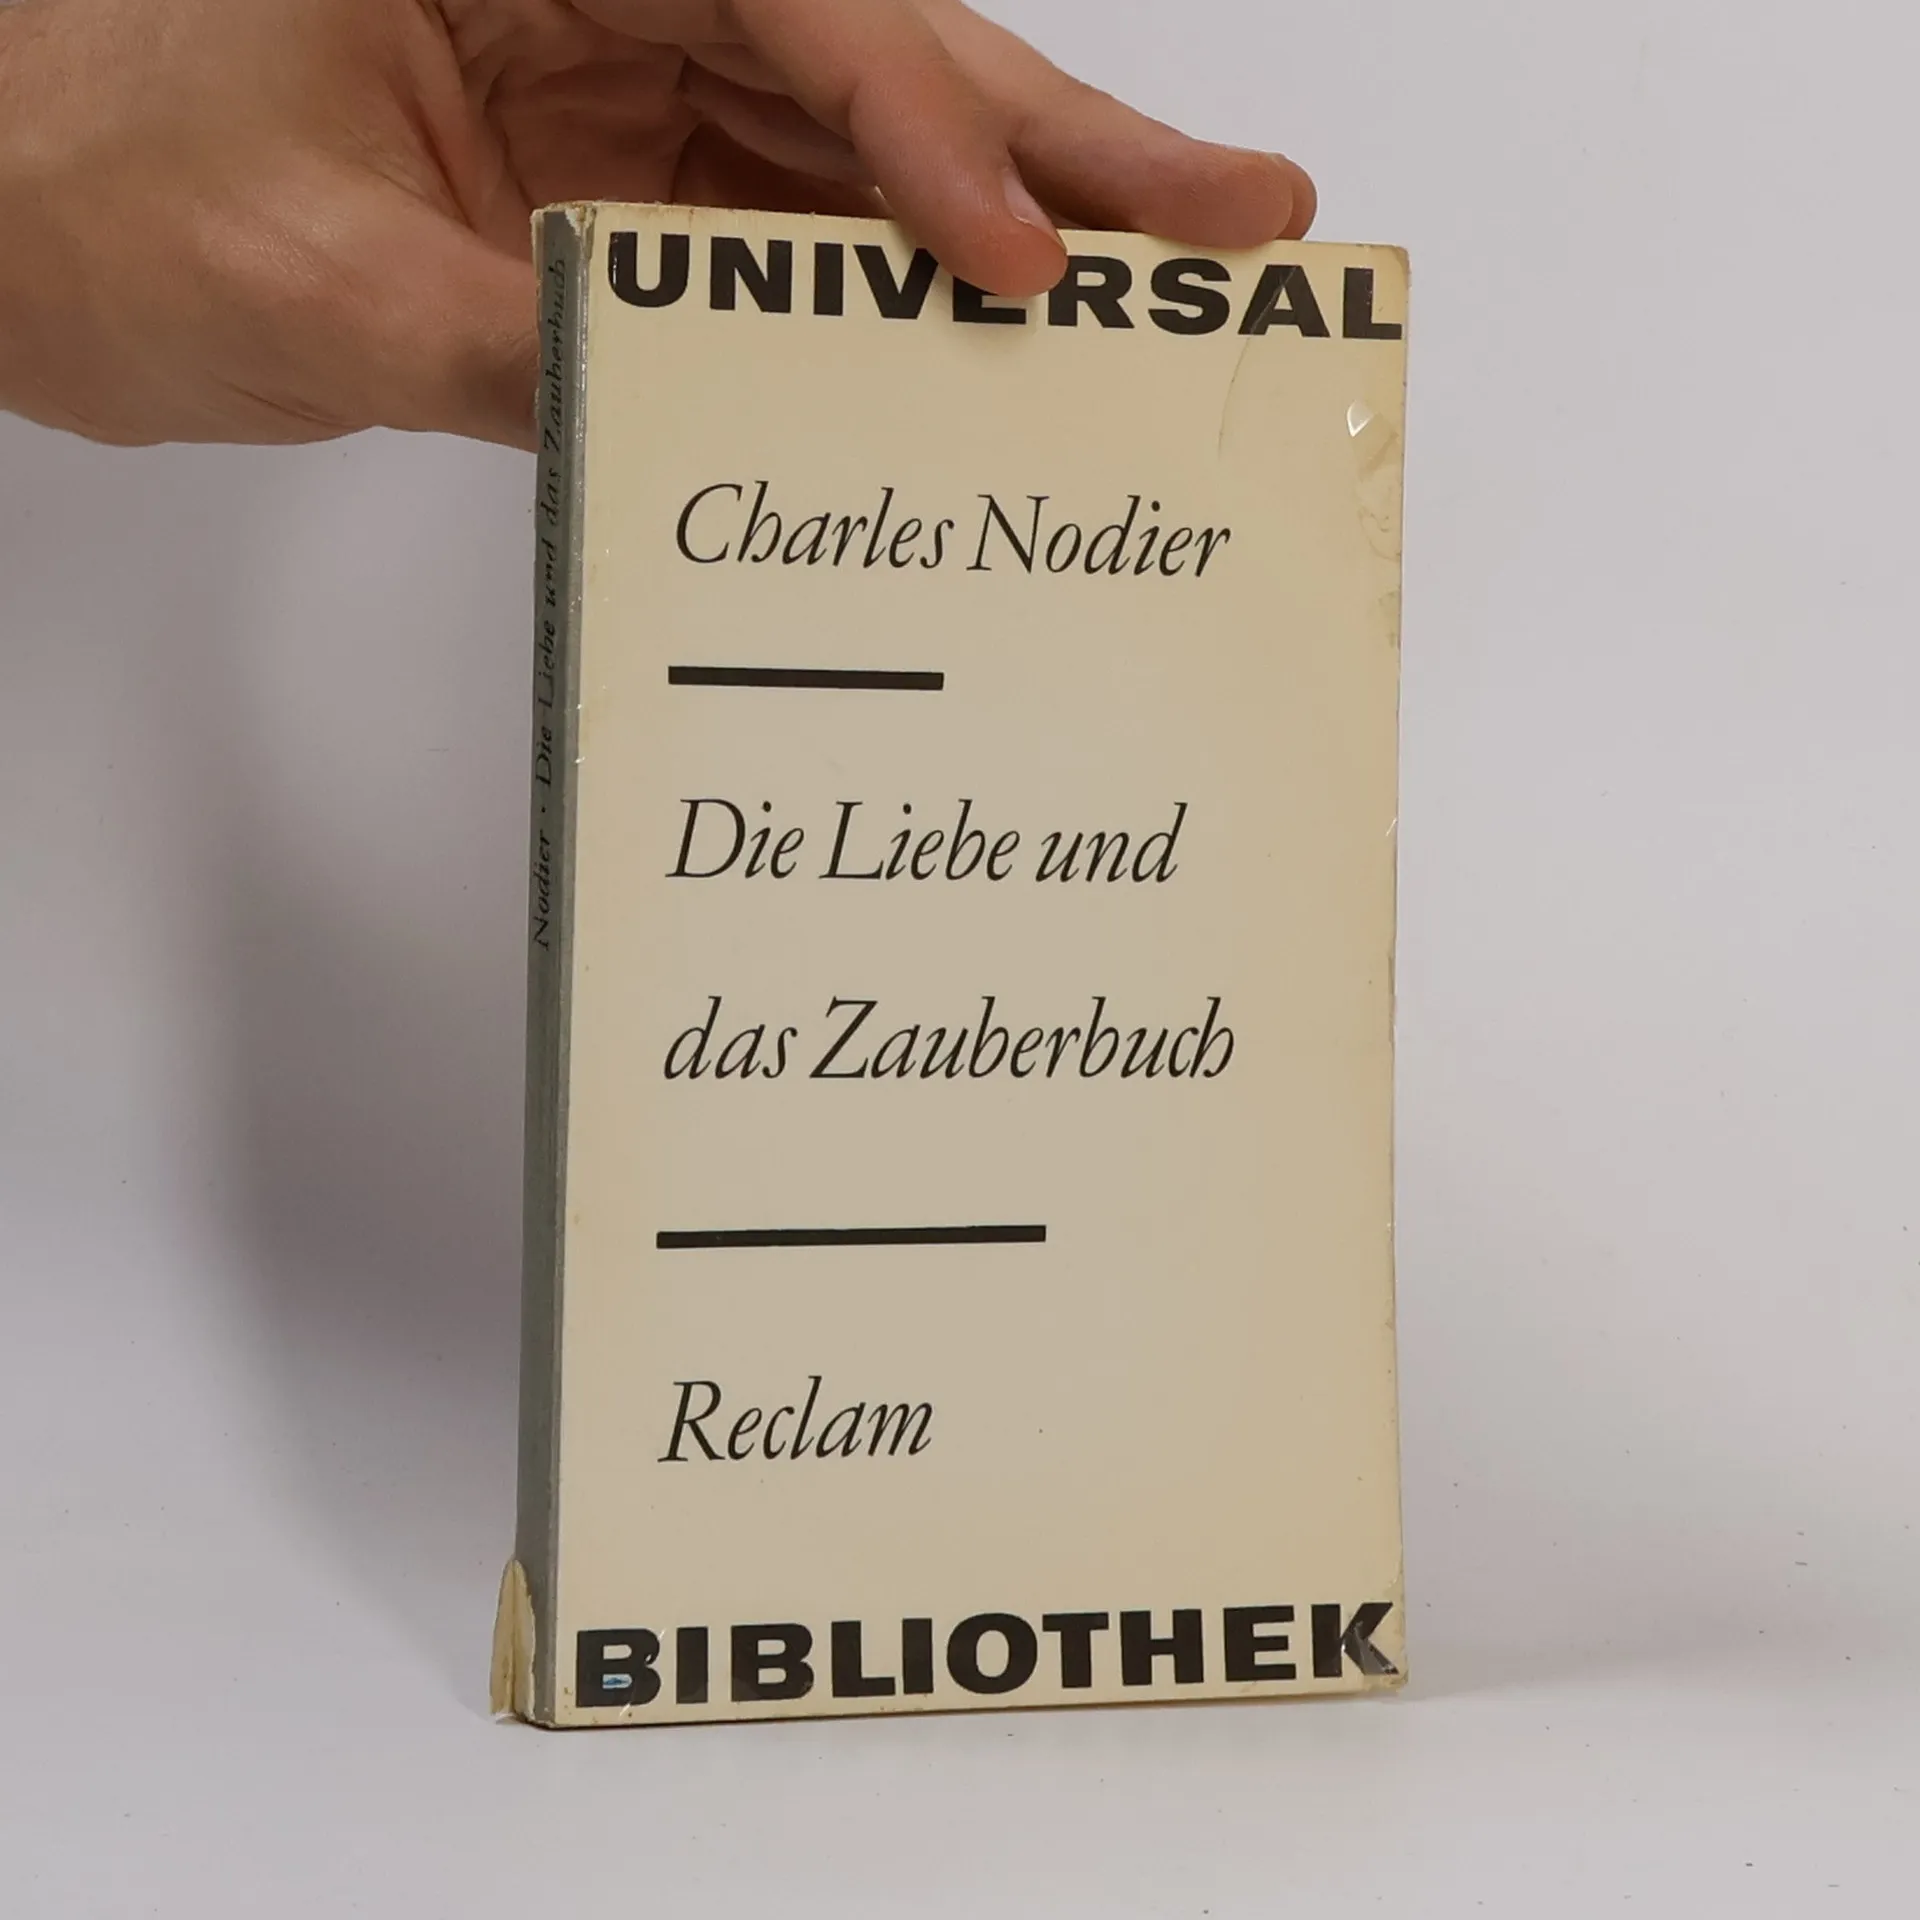 UNIVERSAL
Charles Nodier
Die Liebe und
das Zauberbuch
Reclam
BIBLIOTHEK
Nodier · Die Liebe und das Zauberbuch